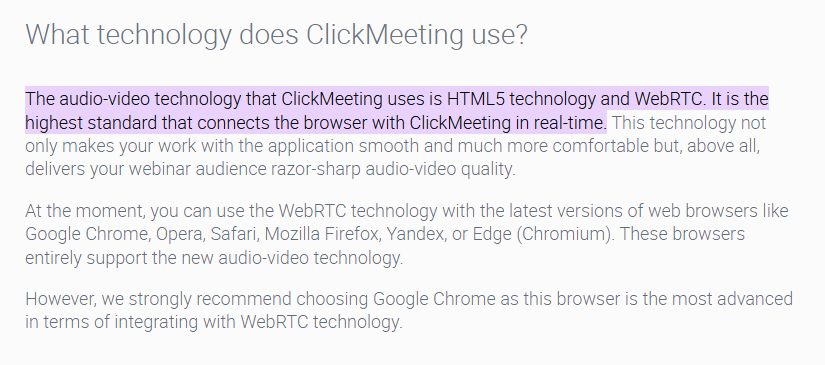 What technology does ClickMeeting use?
The audio-video technology that ClickMeeting uses is HTML5 technology and WebRTC. It is the
highest standard that connects the browser with ClickMeeting in real-time. This technology not
only makes your work with the application smooth and much more comfortable but, above all,
delivers your webinar audience razor-sharp audio-video quality.
At the moment, you can use the WebRTC technology with the latest versions of web browsers like
Google Chrome, Opera, Safari, Mozilla Firefox, Yandex, or Edge (Chromium). These browsers
entirely support the new audio-video technology.
However, we strongly recommend choosing Google Chrome as this browser is the most advanced
in terms of integrating with WebRTC technology.